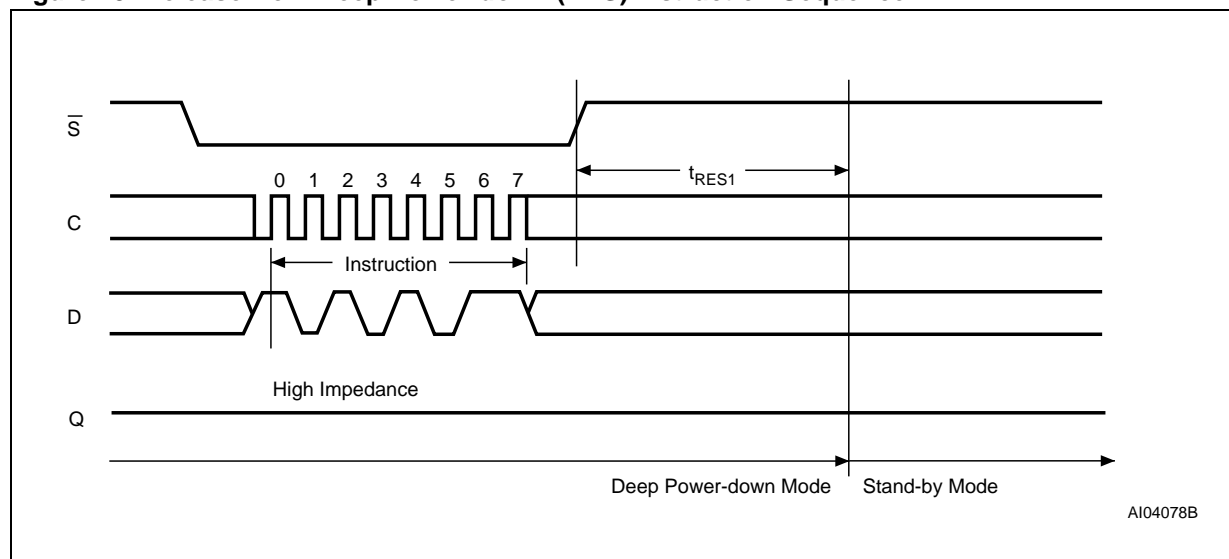 S
0 1 2 3 4 5 6 7
tRES1
C
Instruction
D
High Impedance
Q
Deep Power-down Mode Stand-by Mode
AI04078B